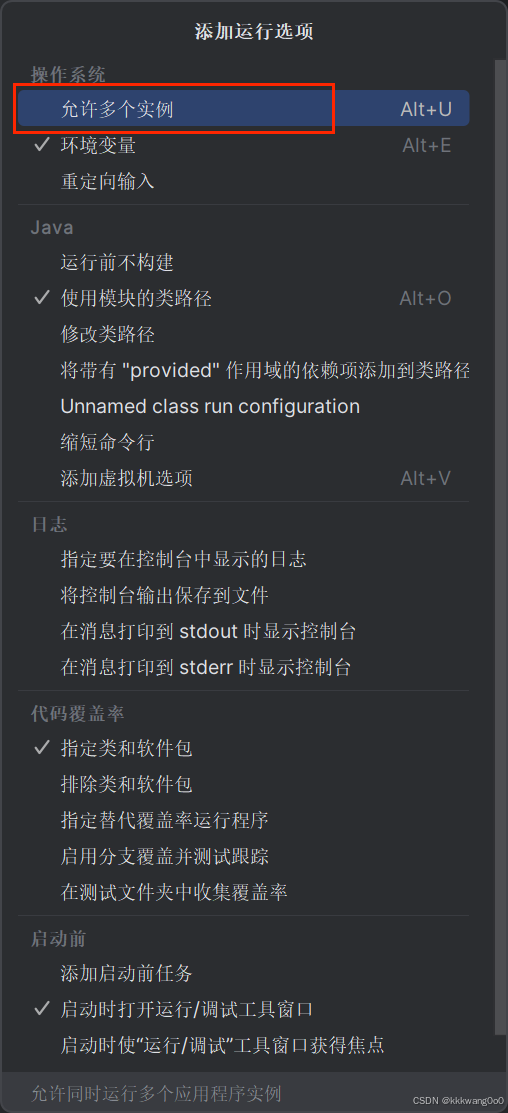 添加运行选项
操作系统
允许多个实例 Alt+U
环境变量 Alt+E
重定向输入
Java
运行前不构建
使用模块的类路径 Alt+O
修改类路径
将带有 "provided" 作用域的依赖项添加到类路径
Unnamed class run configuration
缩短命令行
添加虚拟机选项 Alt+V
日志
指定要在控制台中显示的日志
将控制台输出保存到文件
在消息打印到 stdout 时显示控制台
在消息打印到 stderr 时显示控制台
代码覆盖率
指定类和软件包
排除类和软件包
指定替代覆盖率运行程序
启用分支覆盖并测试跟踪
在测试文件夹中收集覆盖率
启动前
添加启动前任务
启动时打开运行/调试工具窗口
启动时使“运行/调试”工具窗口获得焦点
允许同时运行多个应用程序实例
CSDN @kkkwang0o0